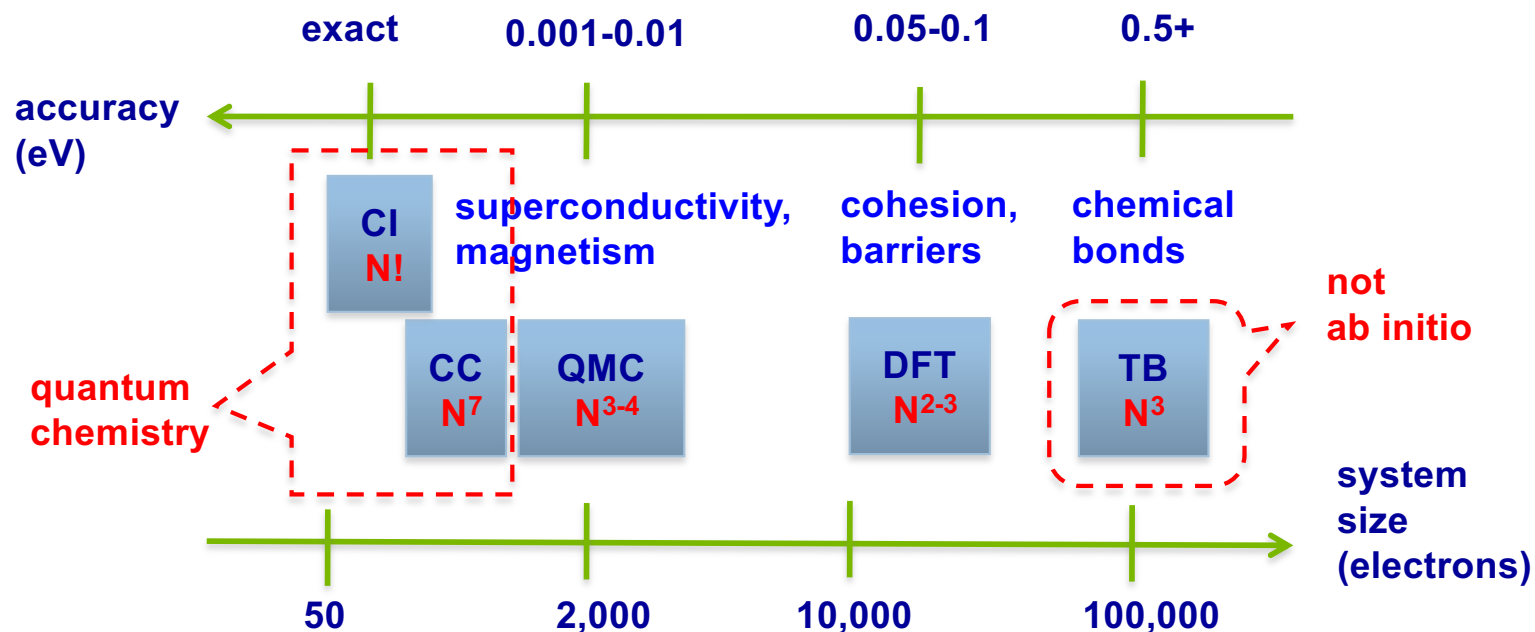 exact
0.001-0.01
0.05-0.1
0.5+
accuracy
(eV)
CI
N!
superconductivity,
magnetism
cohesion,
barriers
chemical
bonds
not
ab initio
quantum
chemistry
CC
N⁷
QMC
N³⁻⁴
DFT
N²⁻³
TB
N³
system
size
(electrons)
50
2,000
10,000
100,000